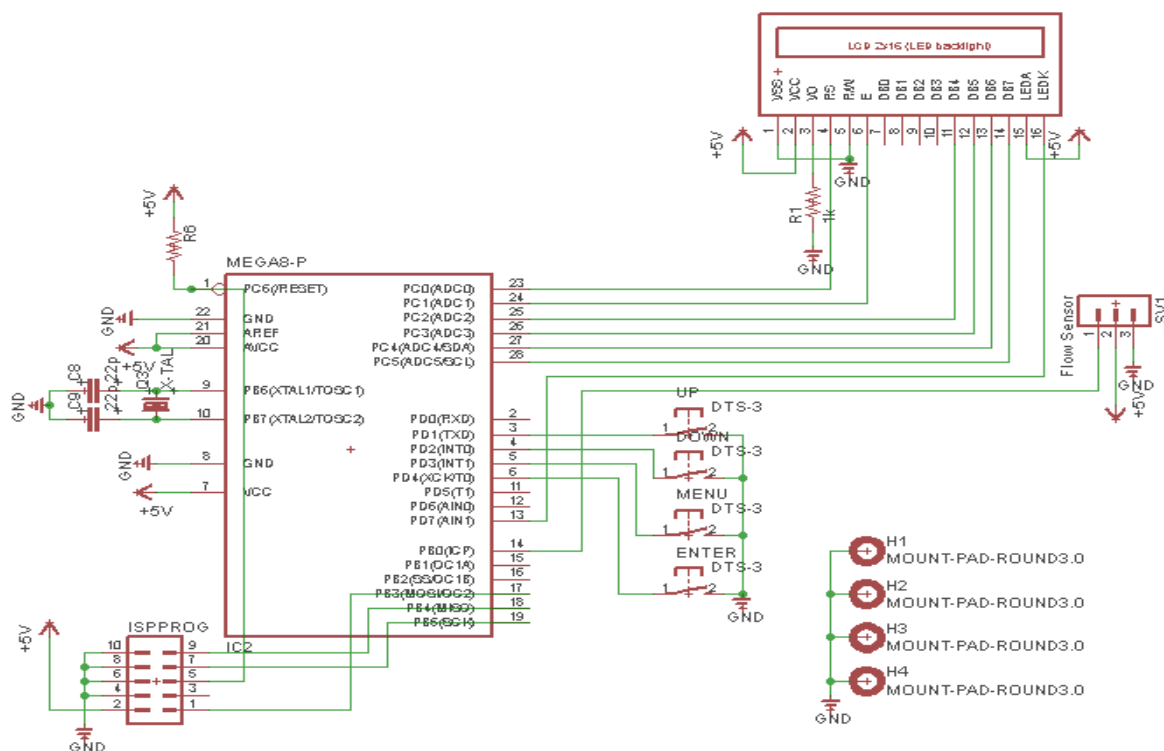 LCD 2x16 (LED backlight)
VSS VCC VO RS R/W E DB0 DB1 DB2 DB3 DB4 DB5 DB6 DB7 LEDA LEDK
1 2 3 4 5 6 7 8 9 10 11 12 13 14 15 16
+5V
+5V
GND
R1
1k
GND
+5V
R6
MEGA8-P
1 PC6(/RESET)
22 GND
21 AREF
20 AVCC
9 PB6(XTAL1/TOSC1)
10 PB7(XTAL2/TOSC2)
8 GND
7 VCC
PC0(ADC0) 23
PC1(ADC1) 24
PC2(ADC2) 25
PC3(ADC3) 26
PC4(ADC4/SDA) 27
PC5(ADC5/SCL) 28
PD0(RXD) 2
PD1(TXD) 3
PD2(INT0) 4
PD3(INT1) 5
PD4(XCK/T0) 6
PD5(T1) 11
PD6(AIN0) 12
PD7(AIN1) 13
PB0(ICP) 14
PB1(OC1A) 15
PB2(SS/OC1B) 16
PB3(MOSI/OC2) 17
PB4(MISO) 18
PB5(SCK) 19
IC2
GND
+5V
C8
22p
C9
22p
Q3
X-TAL
GND
GND
+5V
Flow Sensor
1 2 3
SV1
GND
+5V
UP
DTS-3
1 2
DOWN
DTS-3
1 2
MENU
DTS-3
1 2
ENTER
DTS-3
1 2
GND
H1
MOUNT-PAD-ROUND3.0
H2
MOUNT-PAD-ROUND3.0
H3
MOUNT-PAD-ROUND3.0
H4
MOUNT-PAD-ROUND3.0
GND
+5V
ISPPROG
10 9
8 7
6 5
4 3
2 1
GND